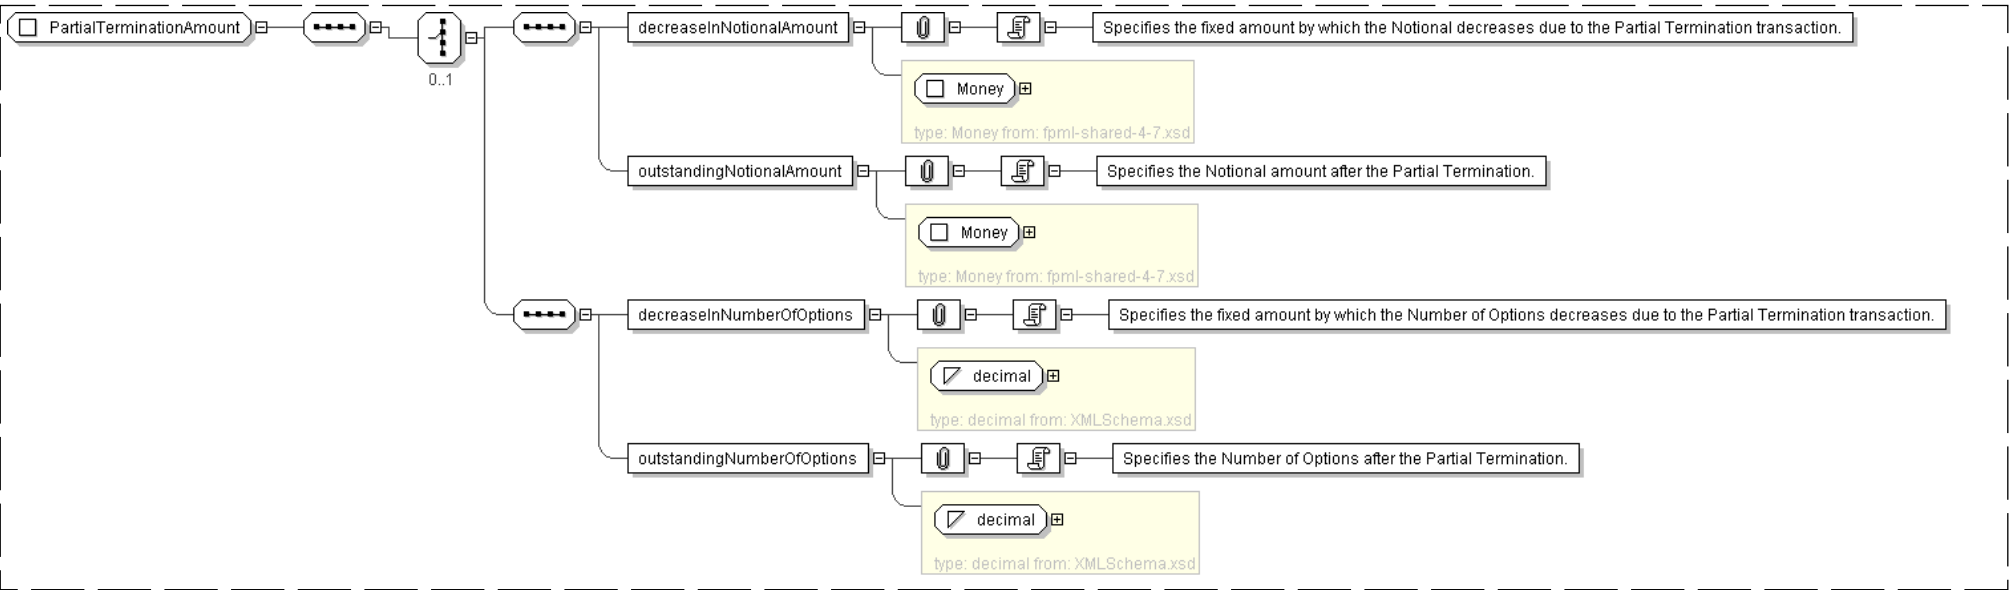 PartialTerminationAmount
0..1
decreaseInNotionalAmount
Specifies the fixed amount by which the Notional decreases due to the Partial Termination transaction.
Money
type: Money from: fpml-shared-4-7.xsd
outstandingNotionalAmount
Specifies the Notional amount after the Partial Termination.
Money
type: Money from: fpml-shared-4-7.xsd
decreaseInNumberOfOptions
Specifies the fixed amount by which the Number of Options decreases due to the Partial Termination transaction.
decimal
type: decimal from: XMLSchema.xsd
outstandingNumberOfOptions
Specifies the Number of Options after the Partial Termination.
decimal
type: decimal from: XMLSchema.xsd